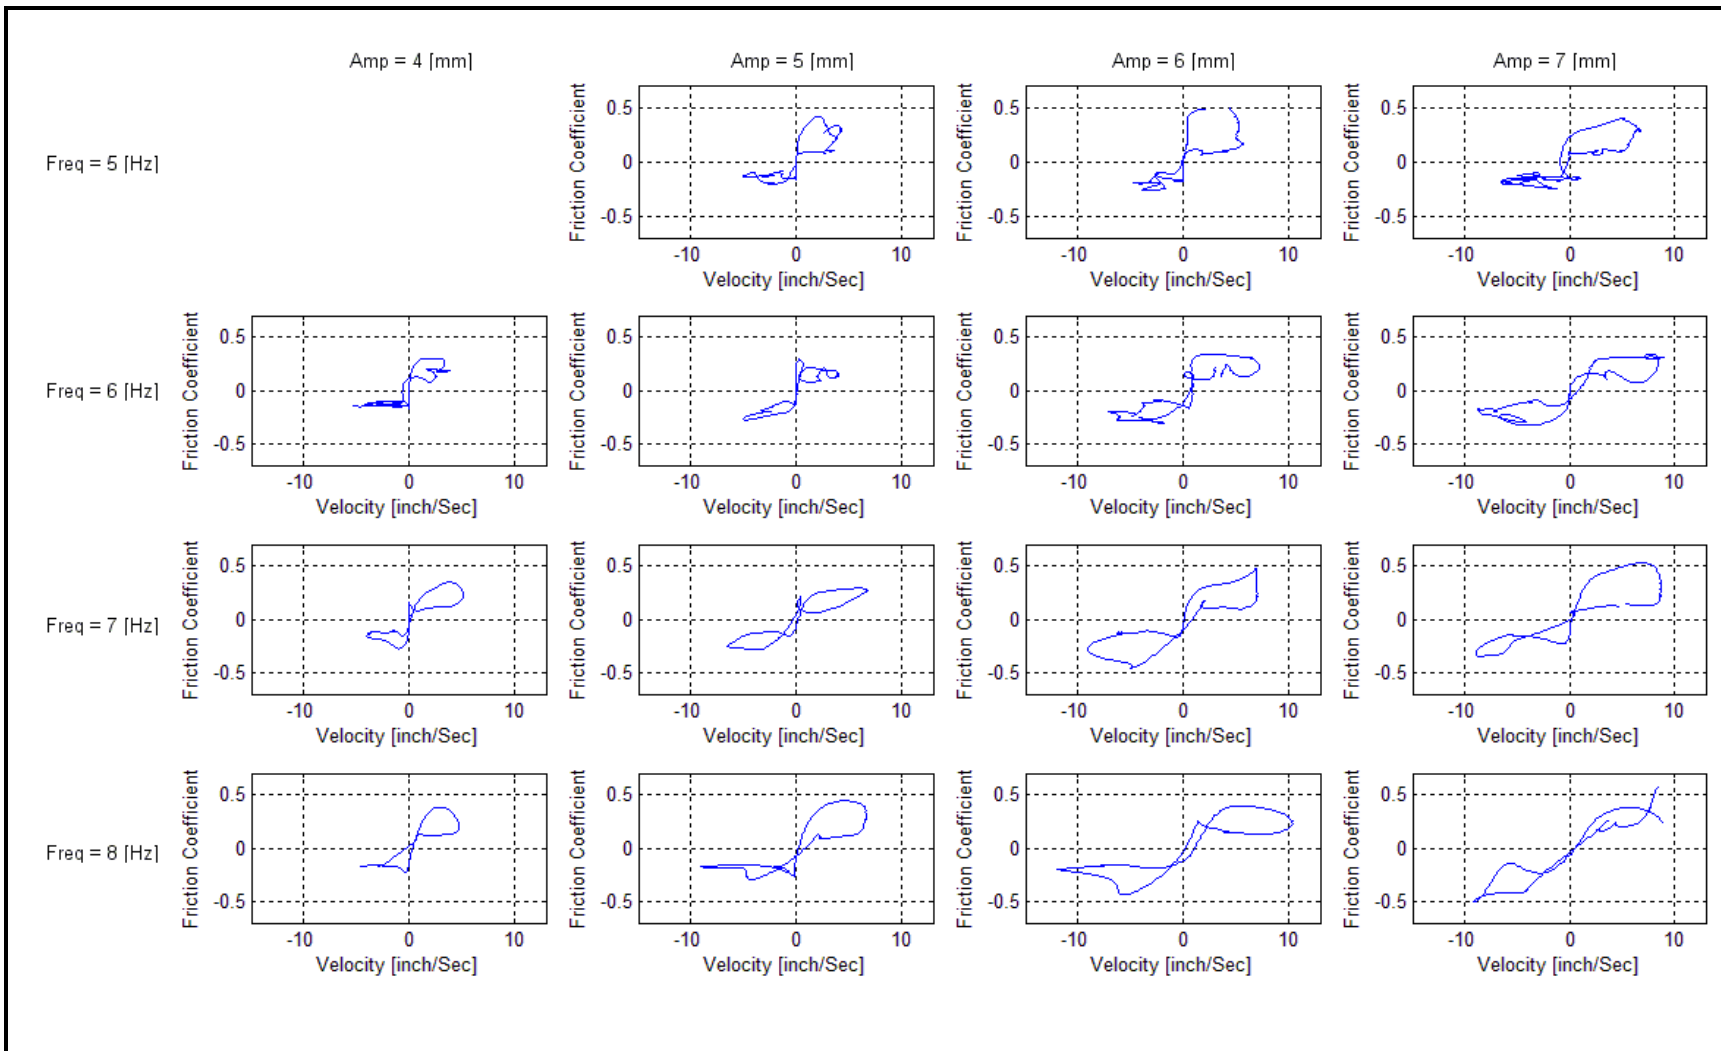 Amp = 4 [mm] Amp = 5 [mm] Amp = 6 [mm] Amp = 7 [mm]
Freq = 5 [Hz]
Friction Coefficient
0.5
0
-0.5
-10 0 10
Velocity [inch/Sec]
Friction Coefficient
0.5
0
-0.5
-10 0 10
Velocity [inch/Sec]
Friction Coefficient
0.5
0
-0.5
-10 0 10
Velocity [inch/Sec]
Freq = 6 [Hz]
Friction Coefficient
0.5
0
-0.5
-10 0 10
Velocity [inch/Sec]
Friction Coefficient
0.5
0
-0.5
-10 0 10
Velocity [inch/Sec]
Friction Coefficient
0.5
0
-0.5
-10 0 10
Velocity [inch/Sec]
Friction Coefficient
0.5
0
-0.5
-10 0 10
Velocity [inch/Sec]
Freq = 7 [Hz]
Friction Coefficient
0.5
0
-0.5
-10 0 10
Velocity [inch/Sec]
Friction Coefficient
0.5
0
-0.5
-10 0 10
Velocity [inch/Sec]
Friction Coefficient
0.5
0
-0.5
-10 0 10
Velocity [inch/Sec]
Friction Coefficient
0.5
0
-0.5
-10 0 10
Velocity [inch/Sec]
Freq = 8 [Hz]
Friction Coefficient
0.5
0
-0.5
-10 0 10
Velocity [inch/Sec]
Friction Coefficient
0.5
0
-0.5
-10 0 10
Velocity [inch/Sec]
Friction Coefficient
0.5
0
-0.5
-10 0 10
Velocity [inch/Sec]
Friction Coefficient
0.5
0
-0.5
-10 0 10
Velocity [inch/Sec]